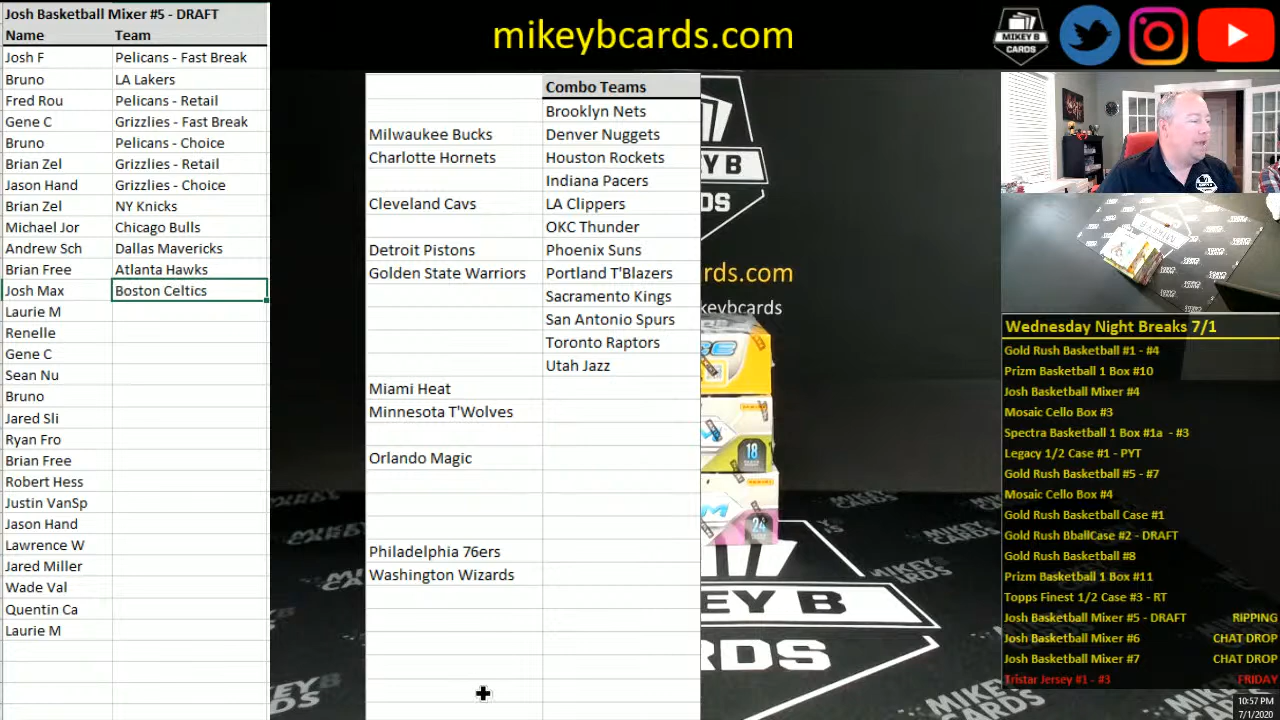 Josh Basketball Mixer #5 - DRAFT
Name Team
Josh F Pelicans - Fast Break
Bruno LA Lakers
Fred Rou Pelicans - Retail
Gene C Grizzlies - Fast Break
Bruno Pelicans - Choice
Brian Zel Grizzlies - Retail
Jason Hand Grizzlies - Choice
Brian Zel NY Knicks
Michael Jor Chicago Bulls
Andrew Sch Dallas Mavericks
Brian Free Atlanta Hawks
Josh Max Boston Celtics
Laurie M
Renelle
Gene C
Sean Nu
Bruno
Jared Sli
Ryan Fro
Brian Free
Robert Hess
Justin VanSp
Jason Hand
Lawrence W
Jared Miller
Wade Val
Quentin Ca
Laurie M
mikeybcards.com
MIKEY B
CARDS
Combo Teams
Brooklyn Nets
Milwaukee Bucks Denver Nuggets
Charlotte Hornets Houston Rockets
Indiana Pacers
Cleveland Cavs LA Clippers
OKC Thunder
Detroit Pistons Phoenix Suns
Golden State Warriors Portland T'Blazers
Sacramento Kings
San Antonio Spurs
Toronto Raptors
Utah Jazz
Miami Heat
Minnesota T'Wolves
Orlando Magic
Philadelphia 76ers
Washington Wizards
Y B
DS
rds.com
keybcards
18
24
EY B
RDS
MIKEY B
Wednesday Night Breaks 7/1
Gold Rush Basketball #1 - #4
Prizm Basketball 1 Box #10
Josh Basketball Mixer #4
Mosaic Cello Box #3
Spectra Basketball 1 Box #1a - #3
Legacy 1/2 Case #1 - PYT
Gold Rush Basketball #5 - #7
Mosaic Cello Box #4
Gold Rush Basketball Case #1
Gold Rush BballCase #2 - DRAFT
Gold Rush Basketball #8
Prizm Basketball 1 Box #11
Topps Finest 1/2 Case #3 - RT
Josh Basketball Mixer #5 - DRAFT RIPPING
Josh Basketball Mixer #6 CHAT DROP
Josh Basketball Mixer #7 CHAT DROP
Tristar Jersey #1 - #3 FRIDAY
10:57 PM
7/1/2020